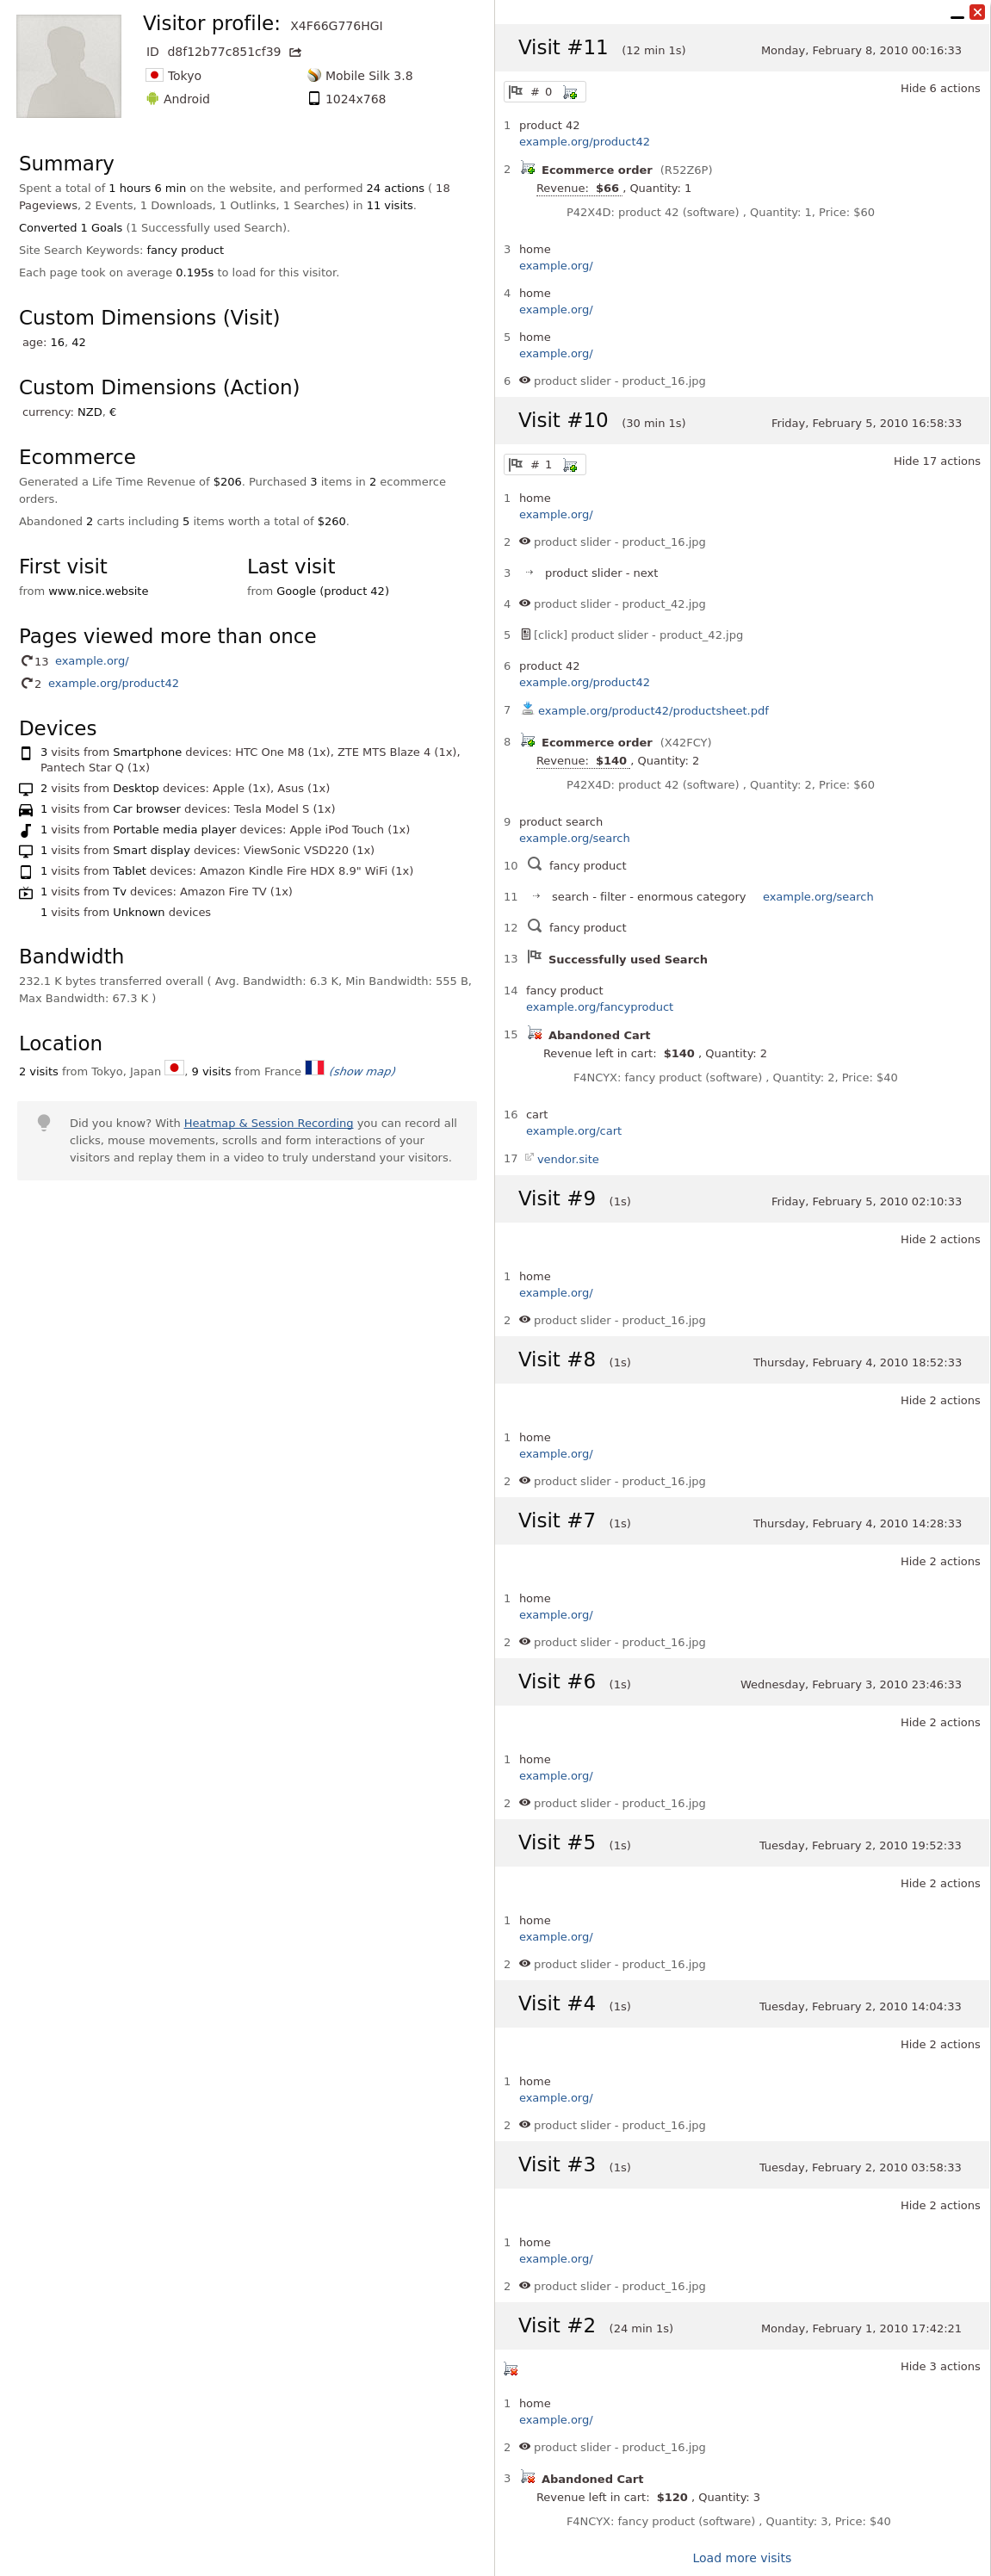 Visitor profile: X4F66G776HGI
ID d8f12b77c851cf39
Tokyo
Mobile Silk 3.8
Android
1024x768
Summary
Spent a total of 1 hours 6 min on the website, and performed 24 actions ( 18
Pageviews, 2 Events, 1 Downloads, 1 Outlinks, 1 Searches) in 11 visits.
Converted 1 Goals (1 Successfully used Search).
Site Search Keywords: fancy product
Each page took on average 0.195s to load for this visitor.
Custom Dimensions (Visit)
age: 16, 42
Custom Dimensions (Action)
currency: NZD, €
Ecommerce
Generated a Life Time Revenue of $206. Purchased 3 items in 2 ecommerce
orders.
Abandoned 2 carts including 5 items worth a total of $260.
First visit
from www.nice.website
Last visit
from Google (product 42)
Pages viewed more than once
13 example.org/
2 example.org/product42
Devices
3 visits from Smartphone devices: HTC One M8 (1x), ZTE MTS Blaze 4 (1x),
Pantech Star Q (1x)
2 visits from Desktop devices: Apple (1x), Asus (1x)
1 visits from Car browser devices: Tesla Model S (1x)
1 visits from Portable media player devices: Apple iPod Touch (1x)
1 visits from Smart display devices: ViewSonic VSD220 (1x)
1 visits from Tablet devices: Amazon Kindle Fire HDX 8.9" WiFi (1x)
1 visits from Tv devices: Amazon Fire TV (1x)
1 visits from Unknown devices
Bandwidth
232.1 K bytes transferred overall ( Avg. Bandwidth: 6.3 K, Min Bandwidth: 555 B,
Max Bandwidth: 67.3 K )
Location
2 visits from Tokyo, Japan , 9 visits from France (show map)
Did you know? With Heatmap & Session Recording you can record all
clicks, mouse movements, scrolls and form interactions of your
visitors and replay them in a video to truly understand your visitors.
Visit #11 (12 min 1s) Monday, February 8, 2010 00:16:33
# 0
Hide 6 actions
1 product 42
example.org/product42
2 Ecommerce order (R52Z6P)
Revenue: $66 , Quantity: 1
P42X4D: product 42 (software) , Quantity: 1, Price: $60
3 home
example.org/
4 home
example.org/
5 home
example.org/
6 product slider - product_16.jpg
Visit #10 (30 min 1s) Friday, February 5, 2010 16:58:33
# 1
Hide 17 actions
1 home
example.org/
2 product slider - product_16.jpg
3 product slider - next
4 product slider - product_42.jpg
5 [click] product slider - product_42.jpg
6 product 42
example.org/product42
7 example.org/product42/productsheet.pdf
8 Ecommerce order (X42FCY)
Revenue: $140 , Quantity: 2
P42X4D: product 42 (software) , Quantity: 2, Price: $60
9 product search
example.org/search
10 fancy product
11 search - filter - enormous category example.org/search
12 fancy product
13 Successfully used Search
14 fancy product
example.org/fancyproduct
15 Abandoned Cart
Revenue left in cart: $140 , Quantity: 2
F4NCYX: fancy product (software) , Quantity: 2, Price: $40
16 cart
example.org/cart
17 vendor.site
Visit #9 (1s) Friday, February 5, 2010 02:10:33
Hide 2 actions
1 home
example.org/
2 product slider - product_16.jpg
Visit #8 (1s) Thursday, February 4, 2010 18:52:33
Hide 2 actions
1 home
example.org/
2 product slider - product_16.jpg
Visit #7 (1s) Thursday, February 4, 2010 14:28:33
Hide 2 actions
1 home
example.org/
2 product slider - product_16.jpg
Visit #6 (1s) Wednesday, February 3, 2010 23:46:33
Hide 2 actions
1 home
example.org/
2 product slider - product_16.jpg
Visit #5 (1s) Tuesday, February 2, 2010 19:52:33
Hide 2 actions
1 home
example.org/
2 product slider - product_16.jpg
Visit #4 (1s) Tuesday, February 2, 2010 14:04:33
Hide 2 actions
1 home
example.org/
2 product slider - product_16.jpg
Visit #3 (1s) Tuesday, February 2, 2010 03:58:33
Hide 2 actions
1 home
example.org/
2 product slider - product_16.jpg
Visit #2 (24 min 1s) Monday, February 1, 2010 17:42:21
Hide 3 actions
1 home
example.org/
2 product slider - product_16.jpg
3 Abandoned Cart
Revenue left in cart: $120 , Quantity: 3
F4NCYX: fancy product (software) , Quantity: 3, Price: $40
Load more visits